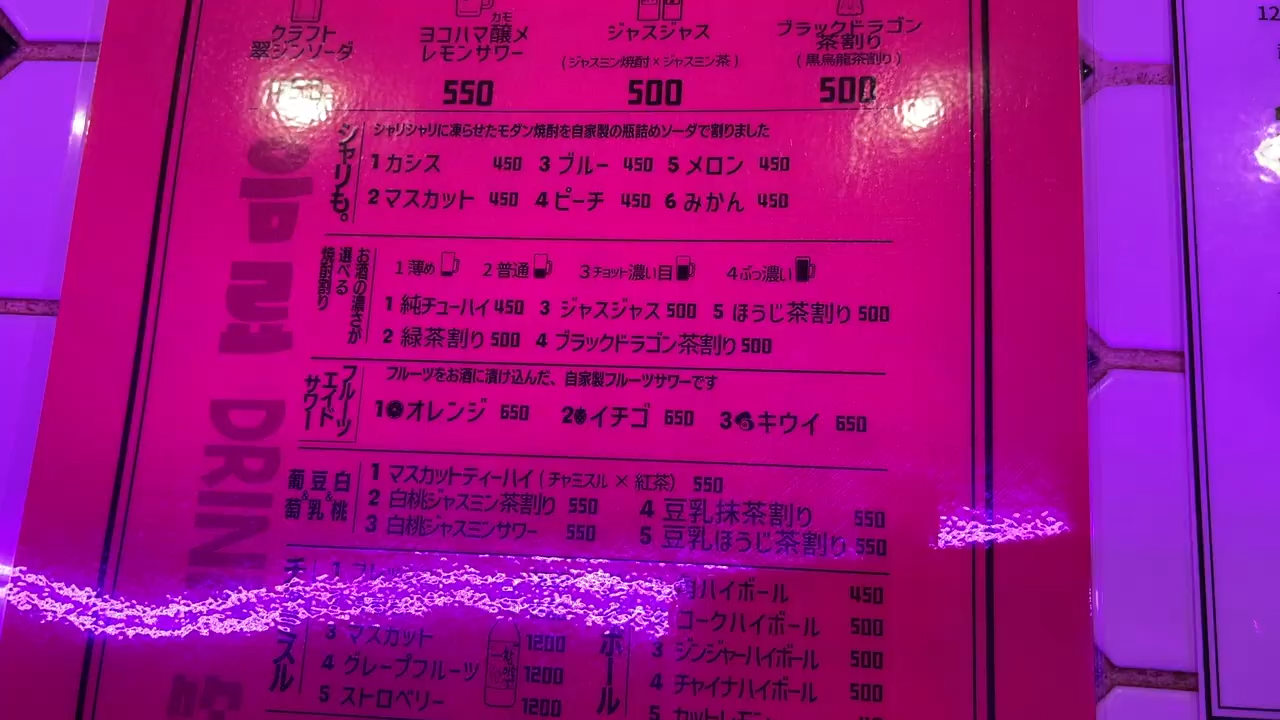 クラフト
翠ジンソーダ
カモ
ヨコハマ醸メ
レモンサワー
550
ジャスジャス
(ジャスミン焼酎×ジャスミン茶)
500
ブラックドラゴン
茶割り
(黒烏龍茶割り)
500
シャリも。
シャリシャリに凍らせたモダン焼酎を自家製の瓶詰めソーダで割りました
1 カシス 450 3 ブルー 450 5 メロン 450
2 マスカット 450 4 ピーチ 450 6 みかん 450
お酒の濃さが
選べる
焼酎割り
1 薄め 2 普通 3 チョット濃い目 4 ぶっ濃い
1 純チューハイ 450 3 ジャスジャス 500 5 ほうじ茶割り 500
2 緑茶割り 500 4 ブラックドラゴン茶割り 500
フルーツ
エイド
サワー
フルーツをお酒に漬け込んだ、自家製フルーツサワーです
1 オレンジ 650 2 イチゴ 650 3 キウイ 650
白桃
&
豆乳
&
葡萄
1 マスカットティーハイ(チャミスル × 紅茶) 550
2 白桃ジャスミン茶割り 550
3 白桃ジャスミンサワー 550
4 豆乳抹茶割り 550
5 豆乳ほうじ茶割り 550
DRIN
スル
3 マスカット 1200
4 グレープフルーツ 1200
5 ストロベリー 1200
ボール
ハイボール 450
コークハイボール 500
3 ジンジャーハイボール 500
4 チャイナハイボール 500
5 カットレモン
12